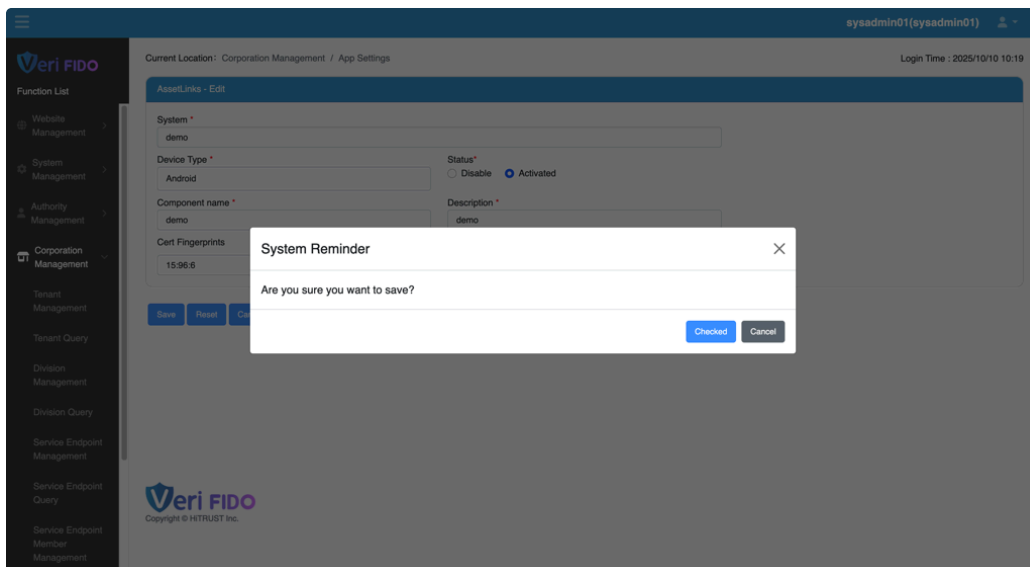 sysadmin01(sysadmin01)
Veri FIDO
Current Location： Corporation Management / App Settings
Login Time : 2025/10/10 10:19
Function List
AssetLinks - Edit
Website
Management
System
Management
Authority
Management
Corporation
Management
Tenant
Management
Tenant Query
Division
Management
Division Query
Service Endpoint
Management
Service Endpoint
Query
Service Endpoint
Member
Management
System *
demo
Device Type *
Status*
Android
Disable
Activated
Component name *
Description *
demo
demo
Cert Fingerprints
15:96:6
Save
Reset
System Reminder
Are you sure you want to save?
Checked
Cancel
Veri FIDO
Copyright © HiTRUST Inc.